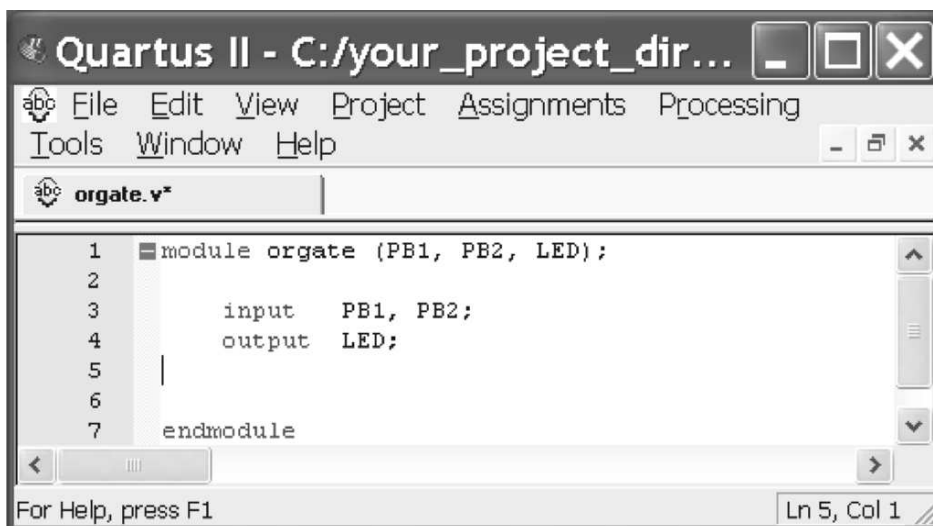 Quartus II - C:/your_project_dir...
abc File Edit View Project Assignments Processing
Tools Window Help
abc orgate.v*
1 module orgate (PB1, PB2, LED);
2
3 input PB1, PB2;
4 output LED;
5
6
7 endmodule
For Help, press F1 Ln 5, Col 1